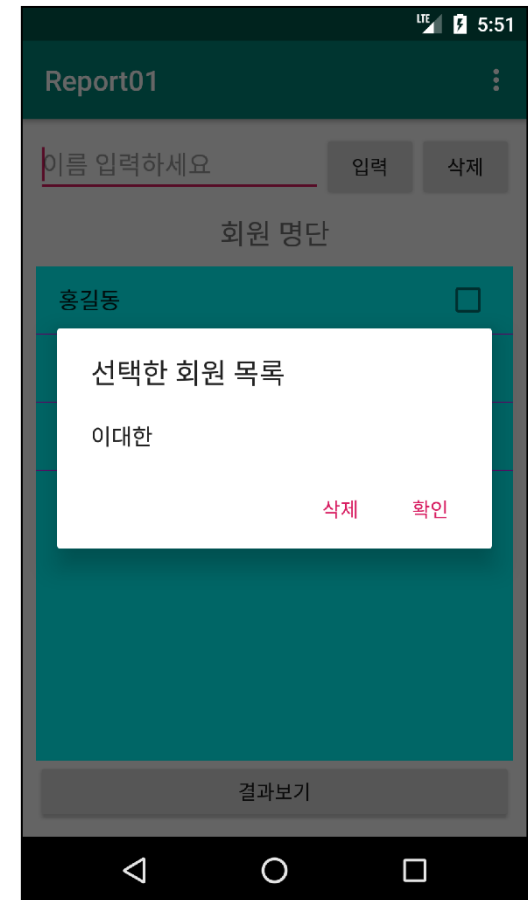 LTE 5:51
Report01
이름 입력하세요 입력 삭제
회원 명단
홍길동
선택한 회원 목록
이대한
삭제 확인
결과보기